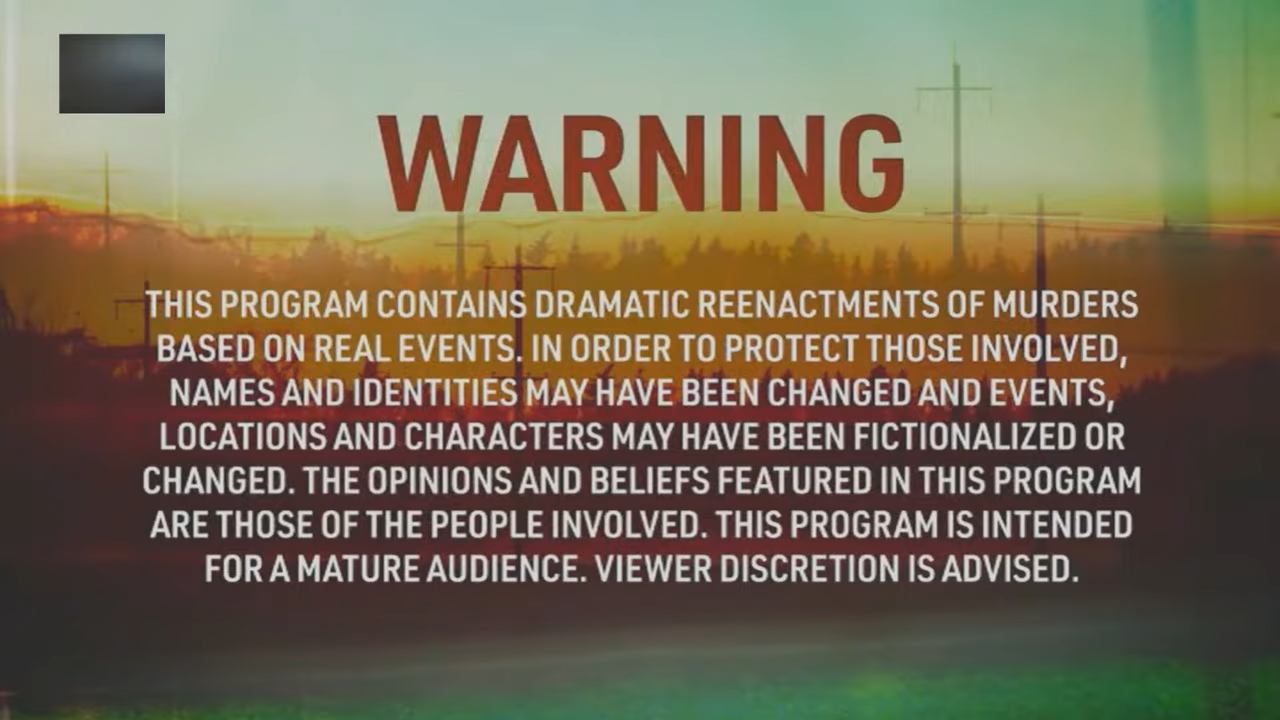 WARNING
THIS PROGRAM CONTAINS DRAMATIC REENACTMENTS OF MURDERS
BASED ON REAL EVENTS. IN ORDER TO PROTECT THOSE INVOLVED,
NAMES AND IDENTITIES MAY HAVE BEEN CHANGED AND EVENTS,
LOCATIONS AND CHARACTERS MAY HAVE BEEN FICTIONALIZED OR
CHANGED. THE OPINIONS AND BELIEFS FEATURED IN THIS PROGRAM
ARE THOSE OF THE PEOPLE INVOLVED. THIS PROGRAM IS INTENDED
FOR A MATURE AUDIENCE. VIEWER DISCRETION IS ADVISED.